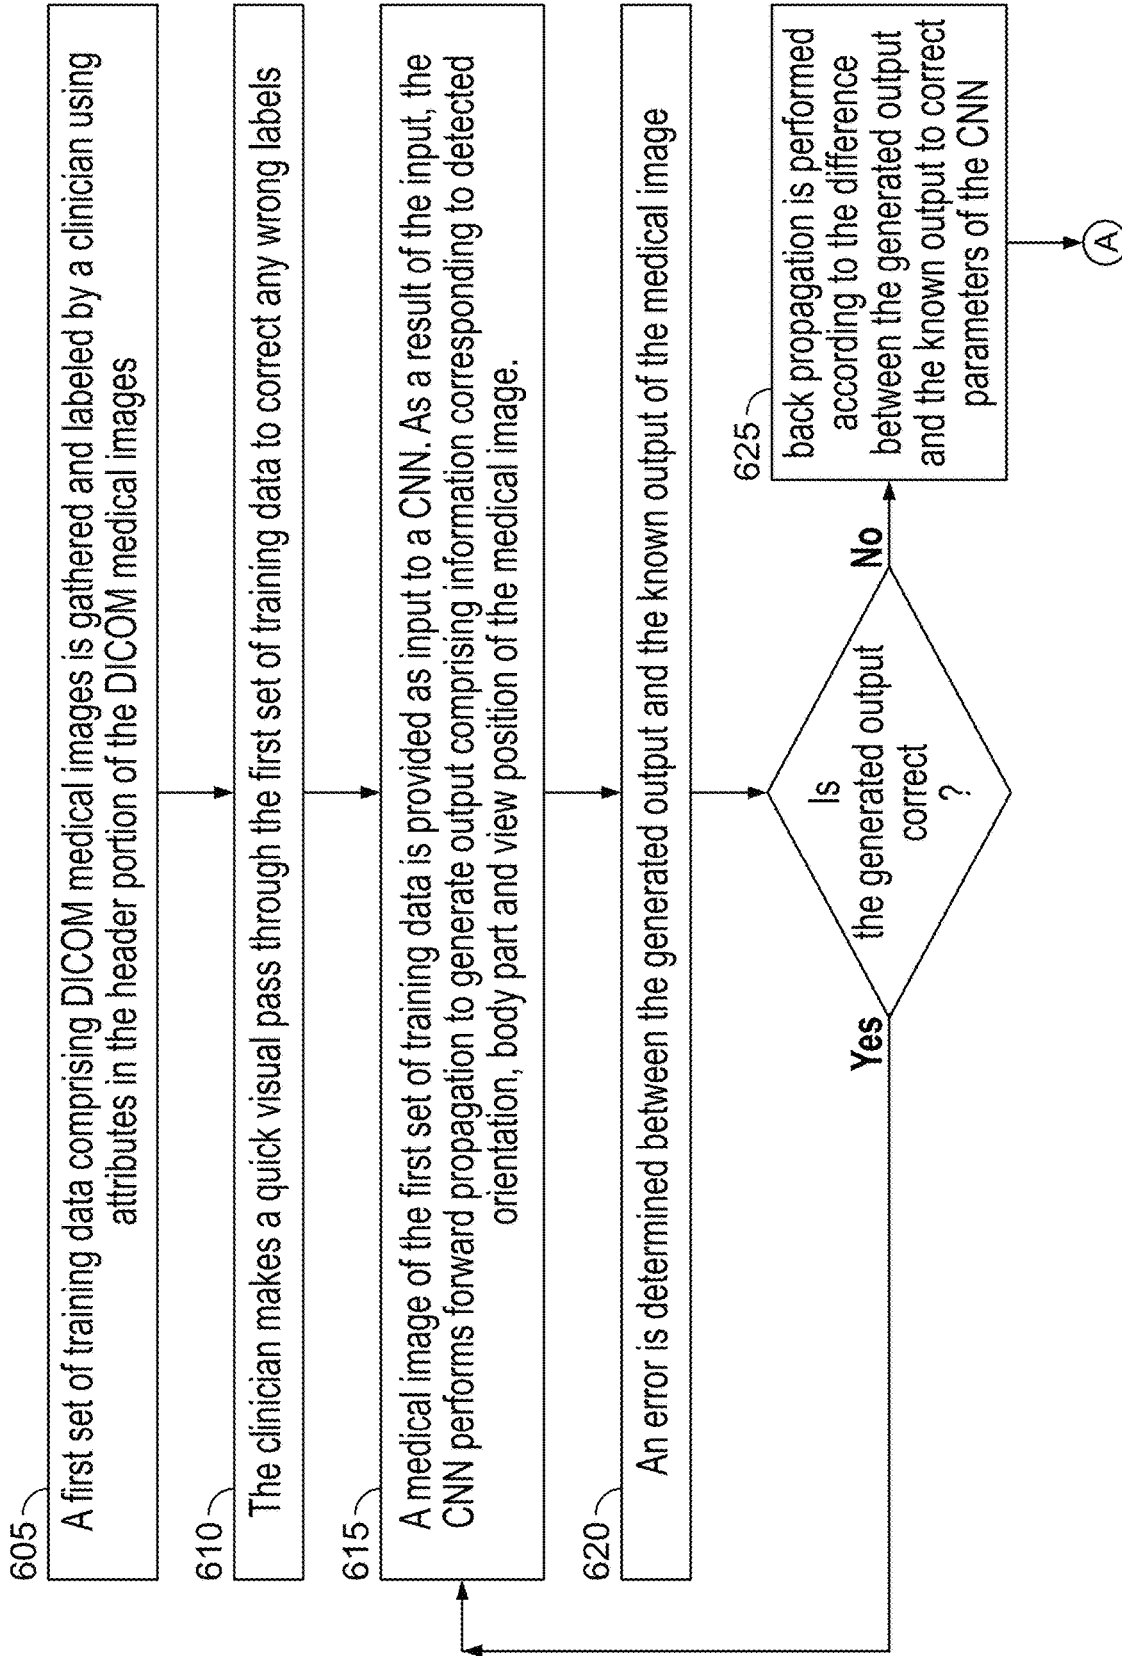 605
A first set of training data comprising DICOM medical images is gathered and labeled by a clinician using
attributes in the header portion of the DICOM medical images
610
The clinician makes a quick visual pass through the first set of training data to correct any wrong labels
615
A medical image of the first set of training data is provided as input to a CNN. As a result of the input, the
CNN performs forward propagation to generate output comprising information corresponding to detected
orientation, body part and view position of the medical image.
620
An error is determined between the generated output and the known output of the medical image
Is
the generated output
correct
?
Yes
No
625
back propagation is performed
according to the difference
between the generated output
and the known output to correct
parameters of the CNN
A